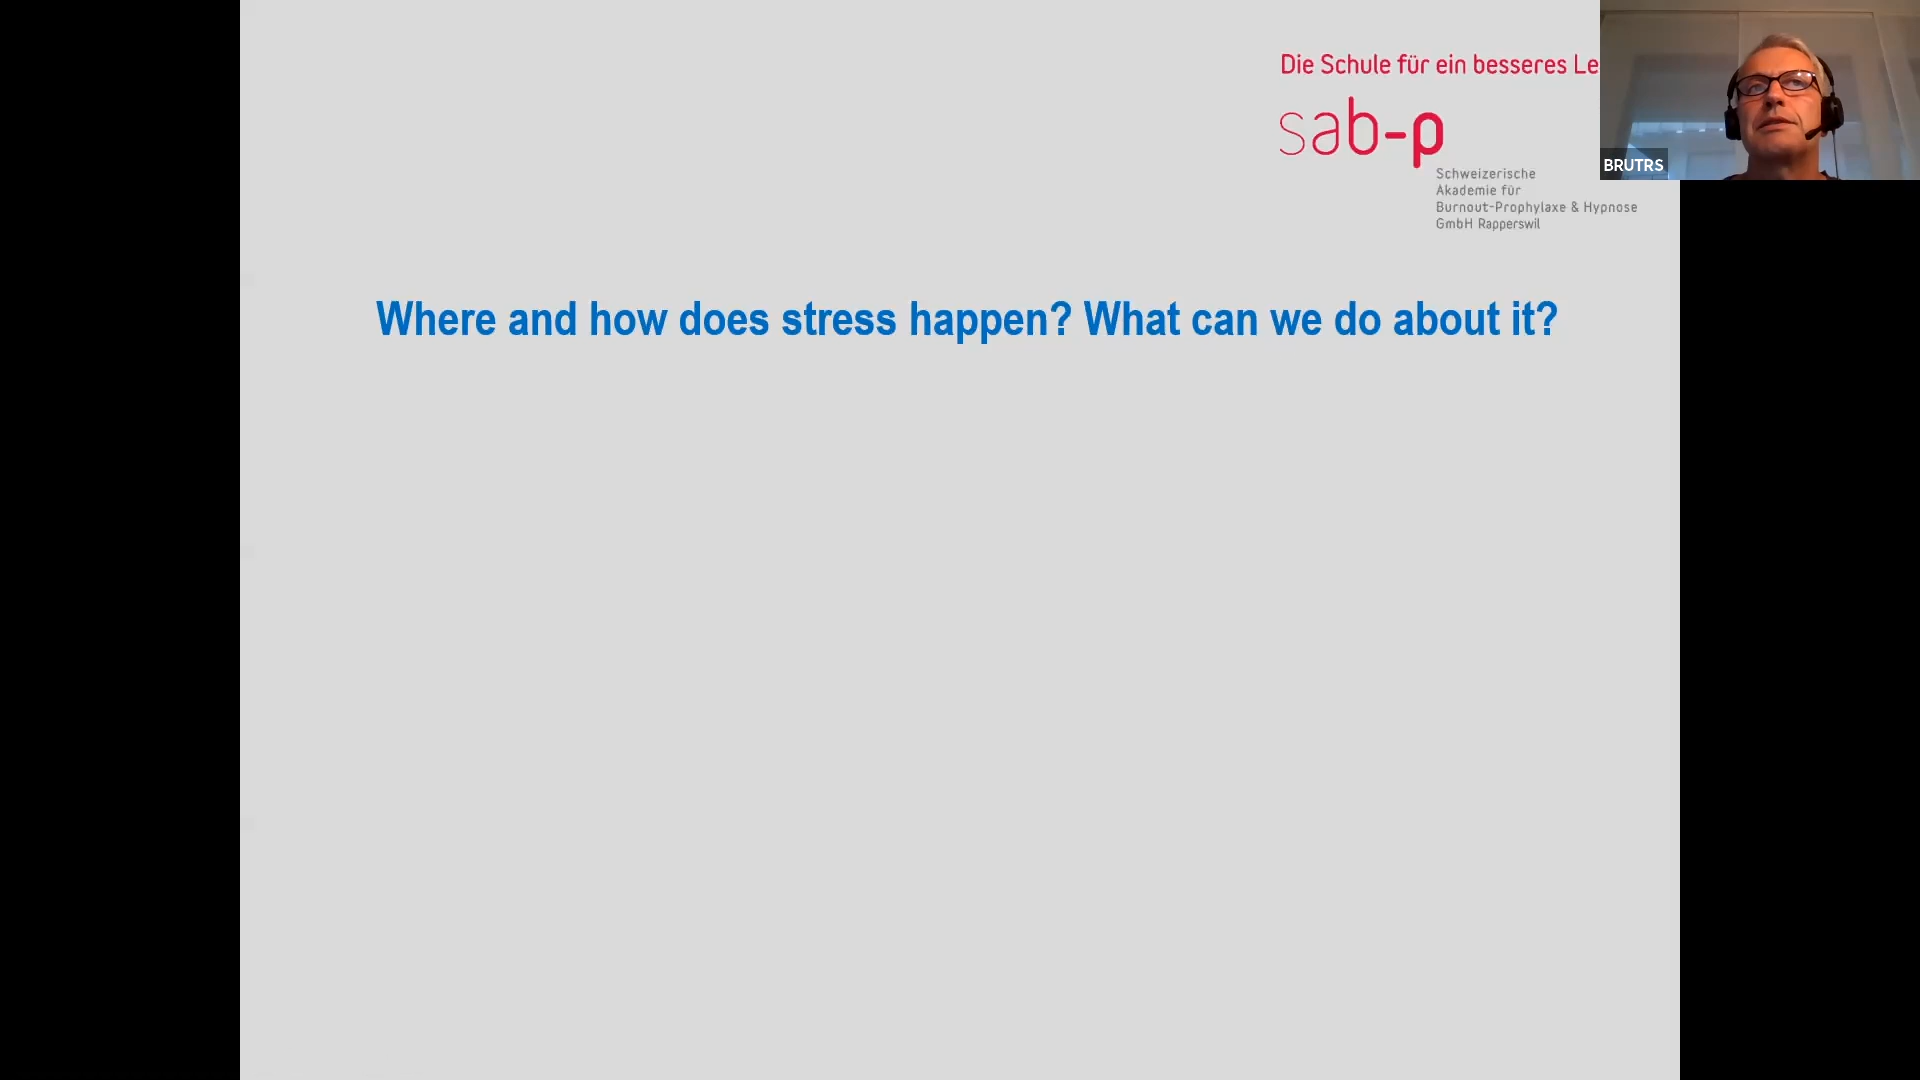 Die Schule für ein besseres Le
sab-p
Schweizerische
Akademie für
Burnout-Prophylaxe & Hypnose
GmbH Rapperswil
BRUTRS
Where and how does stress happen? What can we do about it?